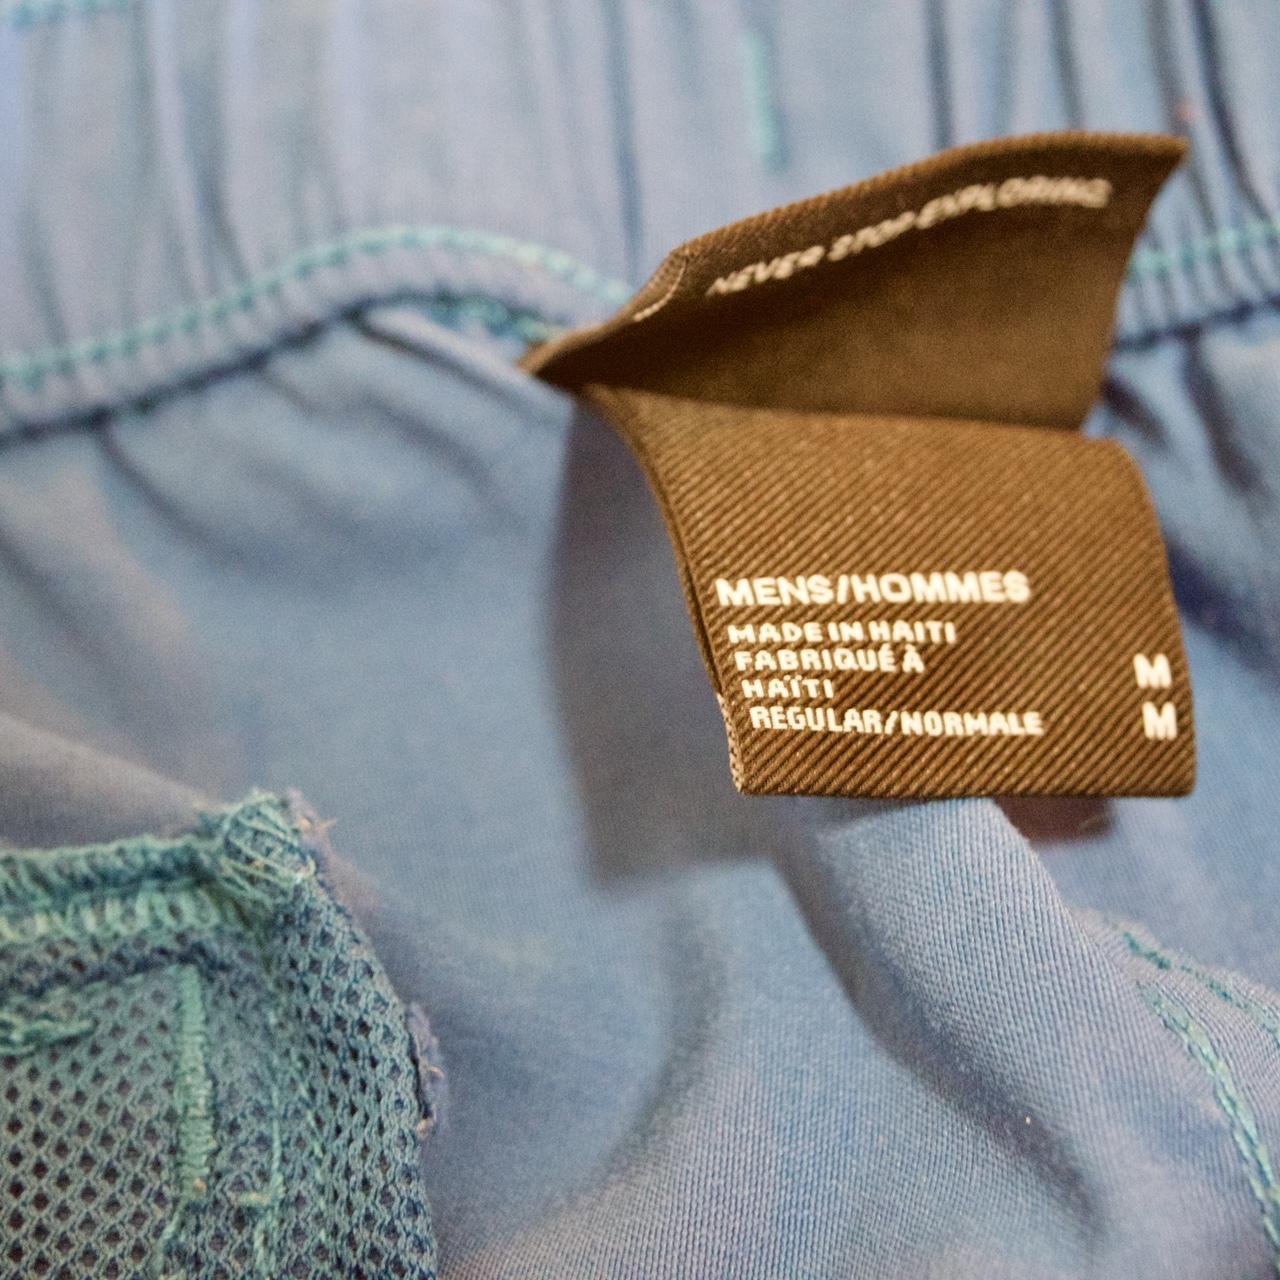 NEVER STOP EXPLORING
MENS/HOMMES
MADE IN HAITI
FABRIQUÉ À
HAÏTI
REGULAR/NORMALE
M
M